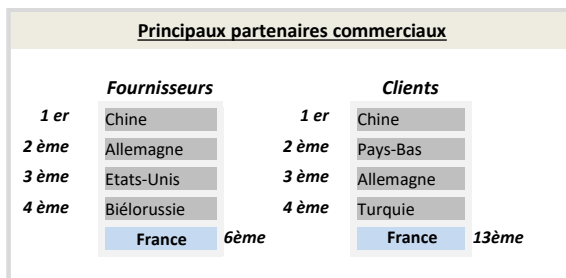 Principaux partenaires commerciaux
Fournisseurs Clients
1 er Chine 1 er Chine
2 ème Allemagne 2 ème Pays-Bas
3 ème Etats-Unis 3 ème Allemagne
4 ème Biélorussie 4 ème Turquie
France 6ème France 13ème